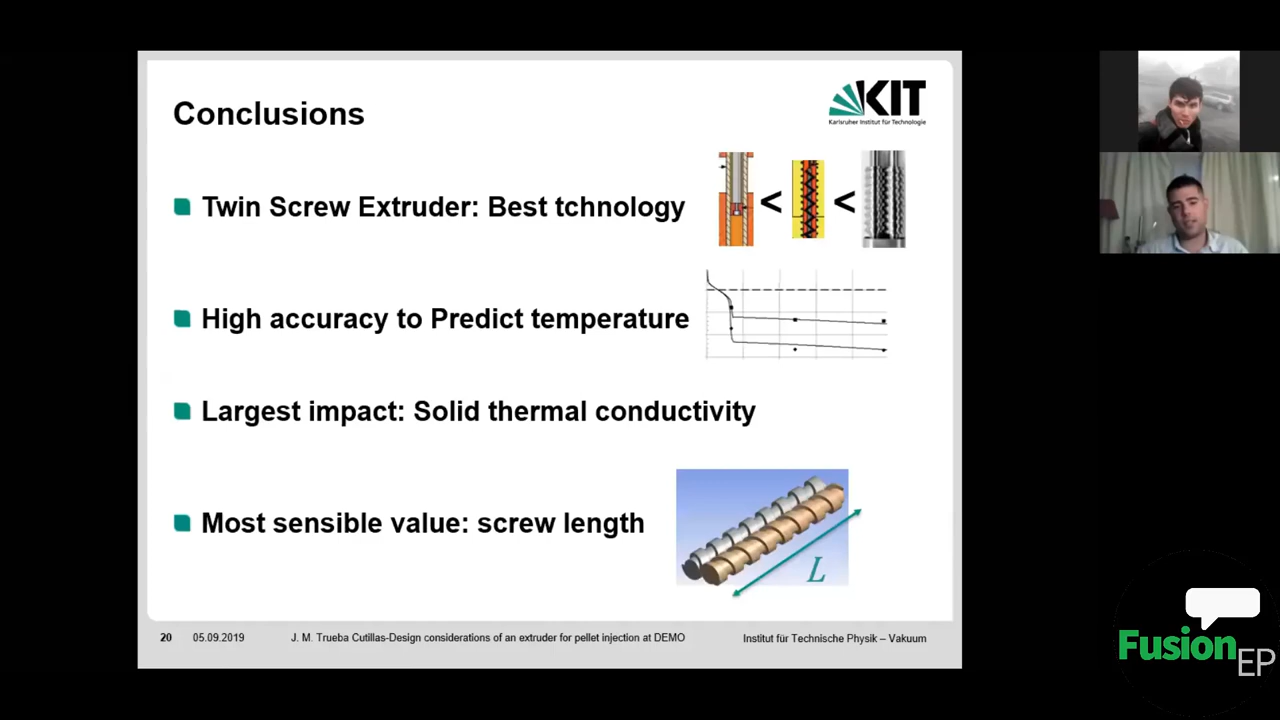 Conclusions
KIT
Karlsruher Institut für Technologie
Twin Screw Extruder: Best tchnology
< <
High accuracy to Predict temperature
Largest impact: Solid thermal conductivity
Most sensible value: screw length
L
20 05.09.2019 J. M. Trueba Cutillas-Design considerations of an extruder for pellet injection at DEMO Institut für Technische Physik – Vakuum
Fusion
EP